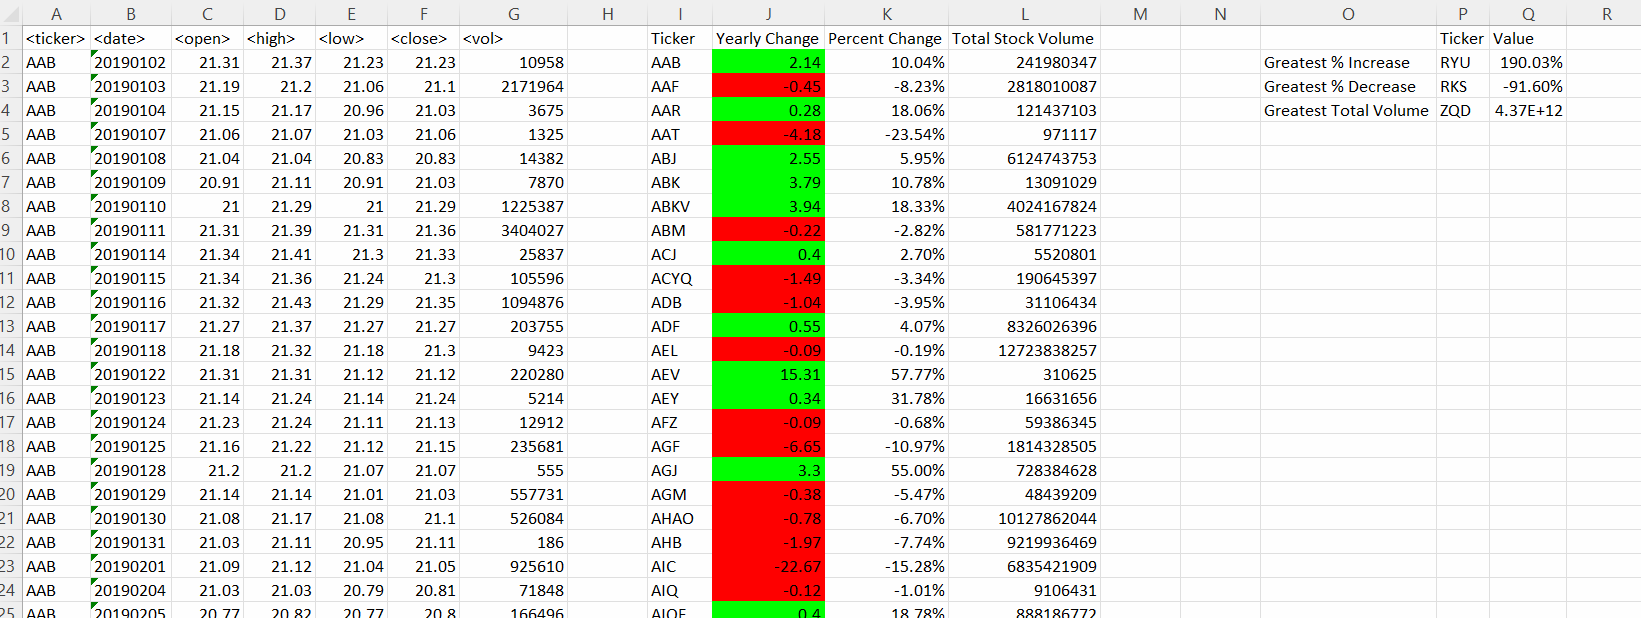 A B C D E F G H I J K L M N O P Q R
1 <ticker> <date> <open> <high> <low> <close> <vol> Ticker Yearly Change Percent Change Total Stock Volume Ticker Value
2 AAB 20190102 21.31 21.37 21.23 21.23 10958 AAB 2.14 10.04% 241980347 Greatest % Increase RYU 190.03%
3 AAB 20190103 21.19 21.2 21.06 21.1 2171964 AAF -0.45 -8.23% 2818010087 Greatest % Decrease RKS -91.60%
4 AAB 20190104 21.15 21.17 20.96 21.03 3675 AAR 0.28 18.06% 121437103 Greatest Total Volume ZQD 4.37E+12
5 AAB 20190107 21.06 21.07 21.03 21.06 1325 AAT -4.18 -23.54% 971117
6 AAB 20190108 21.04 21.04 20.83 20.83 14382 ABJ 2.55 5.95% 6124743753
7 AAB 20190109 20.91 21.11 20.91 21.03 7870 ABK 3.79 10.78% 13091029
8 AAB 20190110 21 21.29 21 21.29 1225387 ABKV 3.94 18.33% 4024167824
9 AAB 20190111 21.31 21.39 21.31 21.36 3404027 ABM -0.22 -2.82% 581771223
10 AAB 20190114 21.34 21.41 21.3 21.33 25837 ACJ 0.4 2.70% 5520801
11 AAB 20190115 21.34 21.36 21.24 21.3 105596 ACYQ -1.49 -3.34% 190645397
12 AAB 20190116 21.32 21.43 21.29 21.35 1094876 ADB -1.04 -3.95% 31106434
13 AAB 20190117 21.27 21.37 21.27 21.27 203755 ADF 0.55 4.07% 8326026396
14 AAB 20190118 21.18 21.32 21.18 21.3 9423 AEL -0.09 -0.19% 12723838257
15 AAB 20190122 21.31 21.31 21.12 21.12 220280 AEV 15.31 57.77% 310625
16 AAB 20190123 21.14 21.24 21.14 21.24 5214 AEY 0.34 31.78% 16631656
17 AAB 20190124 21.23 21.24 21.11 21.13 12912 AFZ -0.09 -0.68% 59386345
18 AAB 20190125 21.16 21.22 21.12 21.15 235681 AGF -6.65 -10.97% 1814328505
19 AAB 20190128 21.2 21.2 21.07 21.07 555 AGJ 3.3 55.00% 728384628
20 AAB 20190129 21.14 21.14 21.01 21.03 557731 AGM -0.38 -5.47% 48439209
21 AAB 20190130 21.08 21.17 21.08 21.1 526084 AHAO -0.78 -6.70% 10127862044
22 AAB 20190131 21.03 21.11 20.95 21.11 186 AHB -1.97 -7.74% 9219936469
23 AAB 20190201 21.09 21.12 21.04 21.05 925610 AIC -22.67 -15.28% 6835421909
24 AAB 20190204 21.03 21.03 20.79 20.81 71848 AIQ -0.12 -1.01% 9106431
25 AAB 20190205 20.77 20.82 20.77 20.8 166496 0.4 18.78% 888186772